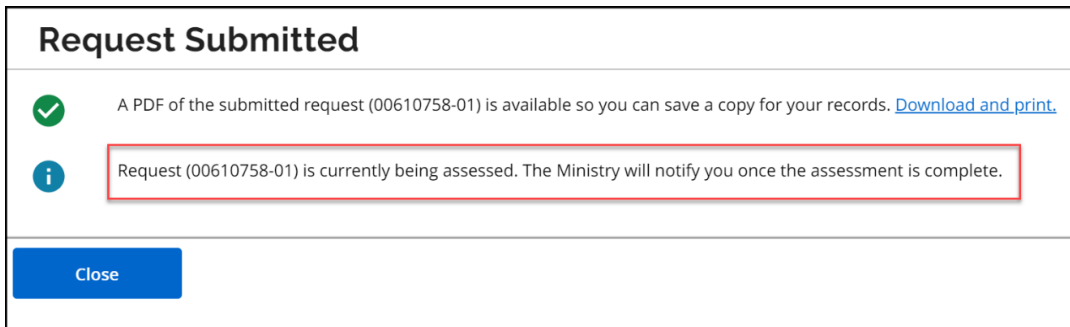 Request Submitted
A PDF of the submitted request (00610758-01) is available so you can save a copy for your records. Download and print.
Request (00610758-01) is currently being assessed. The Ministry will notify you once the assessment is complete.
Close